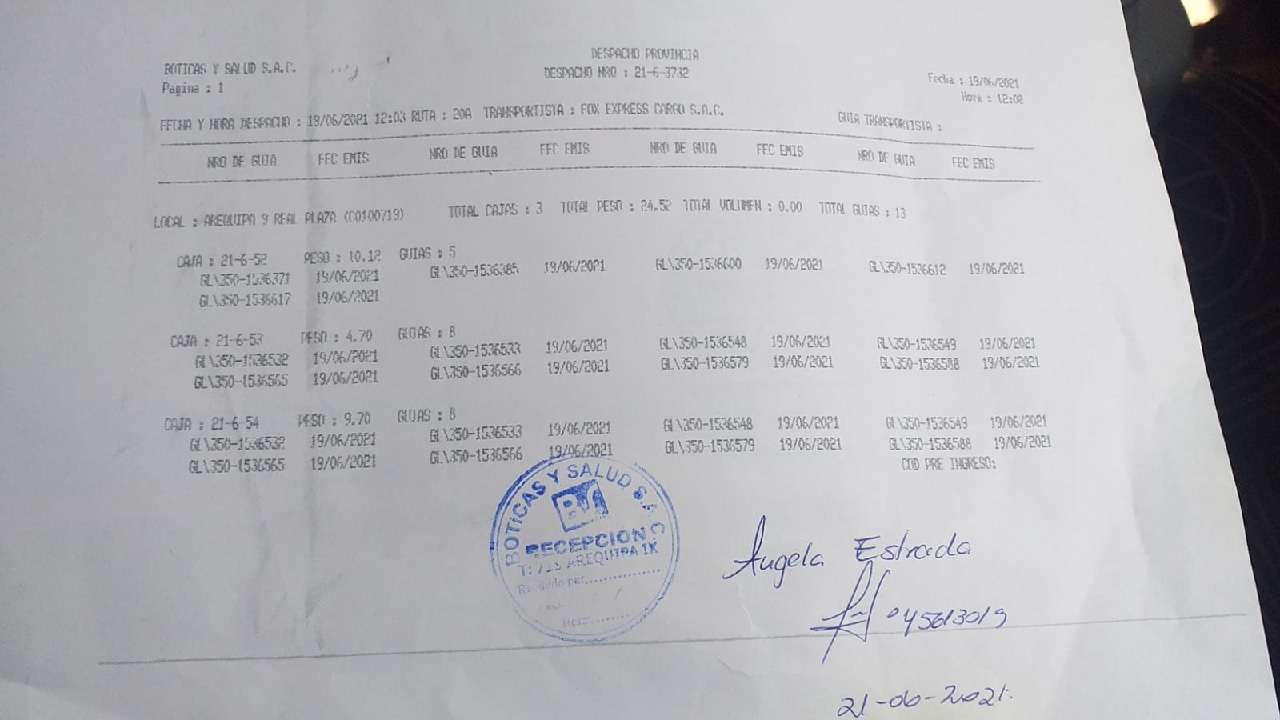 DESPACHO PROVINCIA
BOTICAS Y SALUD S.A.C.
DESPACHO NRO : 21-6-3732
Fecha : 19/06/2021
Pagina : 1
Hora : 12:02
FECHA Y HORA DESPACHO : 19/06/2021 12:03 RUTA : 20A TRANSPORTISTA : FOX EXPRESS CARGO S.A.C. GUIA TRANSPORTISTA :
NRO DE GUIA FEC EMIS NRO DE GUIA FEC EMIS NRO DE GUIA FEC EMIS NRO DE GUIA FEC EMIS
LOCAL : AREQUIPA 9 REAL PLAZA (C0100719) TOTAL CAJAS : 3 TOTAL PESO : 24.52 TOTAL VOLUMEN : 0.00 TOTAL GUIAS : 13
CAJA : 21-6-52 PESO : 10.12 GUIAS : 5
GL\350-1536371 19/06/2021 GL\350-1536385 19/06/2021 GL\350-1536600 19/06/2021 GL\350-1536612 19/06/2021
GL\350-1536617 19/06/2021
CAJA : 21-6-53 PESO : 4.70 GUIAS : 8
GL\350-1536532 19/06/2021 GL\350-1536533 19/06/2021 GL\350-1536548 19/06/2021 GL\350-1536549 19/06/2021
GL\350-1536565 19/06/2021 GL\350-1536566 19/06/2021 GL\350-1536579 19/06/2021 GL\350-1536588 19/06/2021
CAJA : 21-6-54 PESO : 9.70 GUIAS : 8
GL\350-1536532 19/06/2021 GL\350-1536533 19/06/2021 GL\350-1536548 19/06/2021 GL\350-1536549 19/06/2021
GL\350-1536565 19/06/2021 GL\350-1536566 19/06/2021 GL\350-1536579 19/06/2021 GL\350-1536588 19/06/2021
COD PRE INGRESO:
BOTICAS Y SALUD S.A.C
RECEPCION
AREQUIPA 1K
Recibido por:
Hora:
Angela Estrada
45613019
21-06-2021.